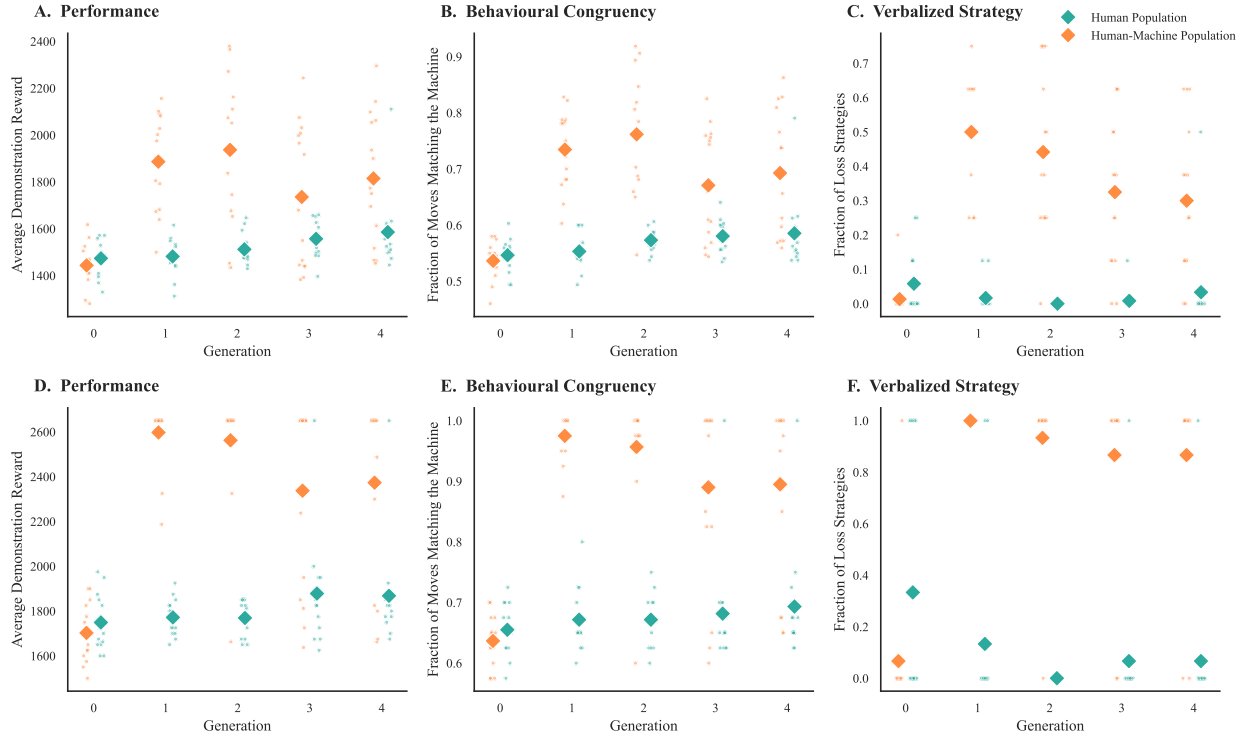 A. Performance
B. Behavioural Congruency
C. Verbalized Strategy
Human Population
Human-Machine Population
Average Demonstration Reward
2400
2200
2000
1800
1600
1400
0 1 2 3 4
Generation
Fraction of Moves Matching the Machine
0.9
0.8
0.7
0.6
0.5
0 1 2 3 4
Generation
Fraction of Loss Strategies
0.7
0.6
0.5
0.4
0.3
0.2
0.1
0.0
0 1 2 3 4
Generation
D. Performance
E. Behavioural Congruency
F. Verbalized Strategy
Average Demonstration Reward
2600
2400
2200
2000
1800
1600
0 1 2 3 4
Generation
Fraction of Moves Matching the Machine
1.0
0.9
0.8
0.7
0.6
0 1 2 3 4
Generation
Fraction of Loss Strategies
1.0
0.8
0.6
0.4
0.2
0.0
0 1 2 3 4
Generation